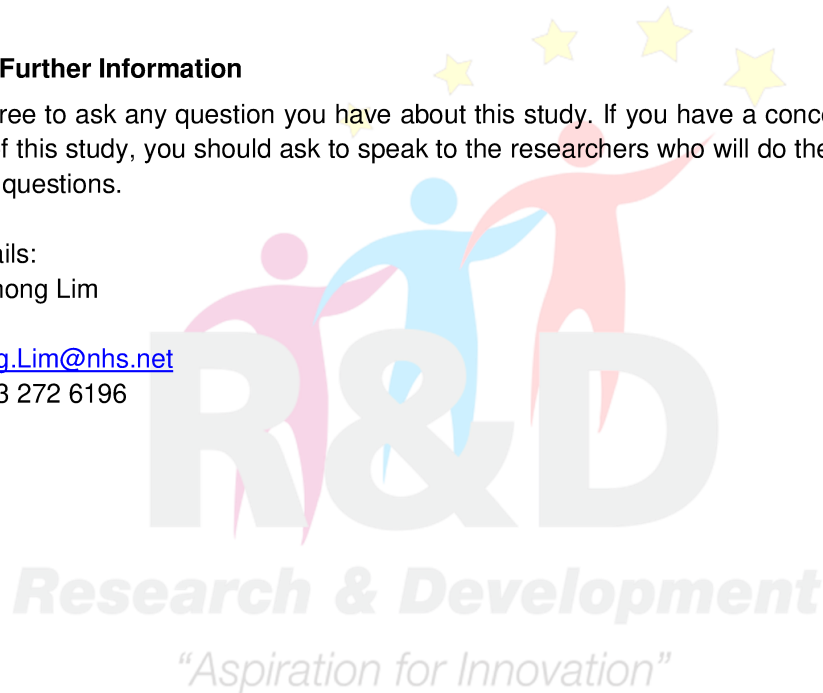 Further Information
ree to ask any question you have about this study. If you have a conce
f this study, you should ask to speak to the researchers who will do the
questions.
ails:
hong Lim
g.Lim@nhs.net
3 272 6196
R&D
Research & Development
“Aspiration for Innovation”